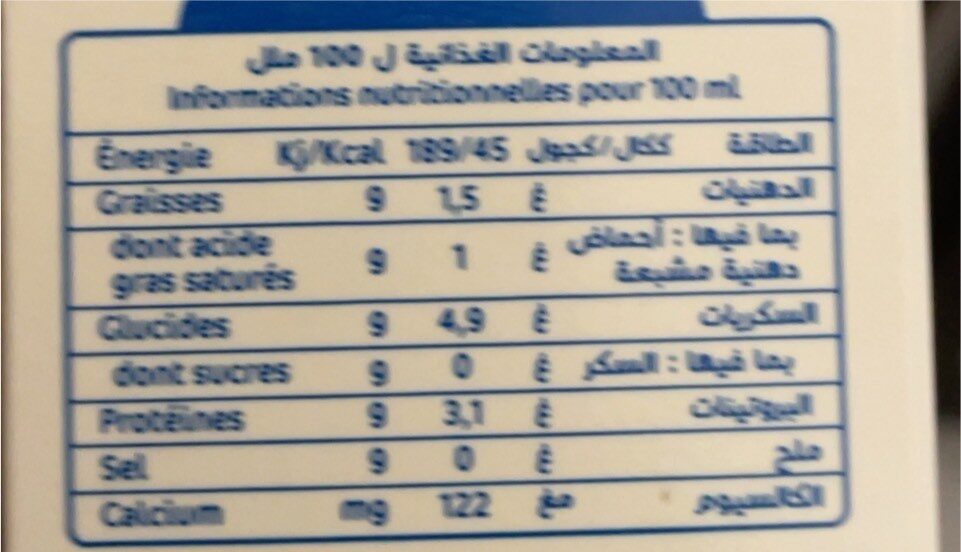 المعلومات الغذائية ل 100 ملل
Informations nutritionnelles pour 100 ml
Énergie Kj/Kcal 189/45 ككال/كجول الطاقة
Graisses g 1,5 غ الدهنيات
dont acide gras saturés g 1 غ بما فيها : أحماض دهنية مشبعة
Glucides g 4,9 غ السكريات
dont sucres g 0 غ بما فيها : السكر
Protéines g 3,1 غ البروتينات
Sel g 0 غ ملح
Calcium mg 122 مغ الكالسيوم